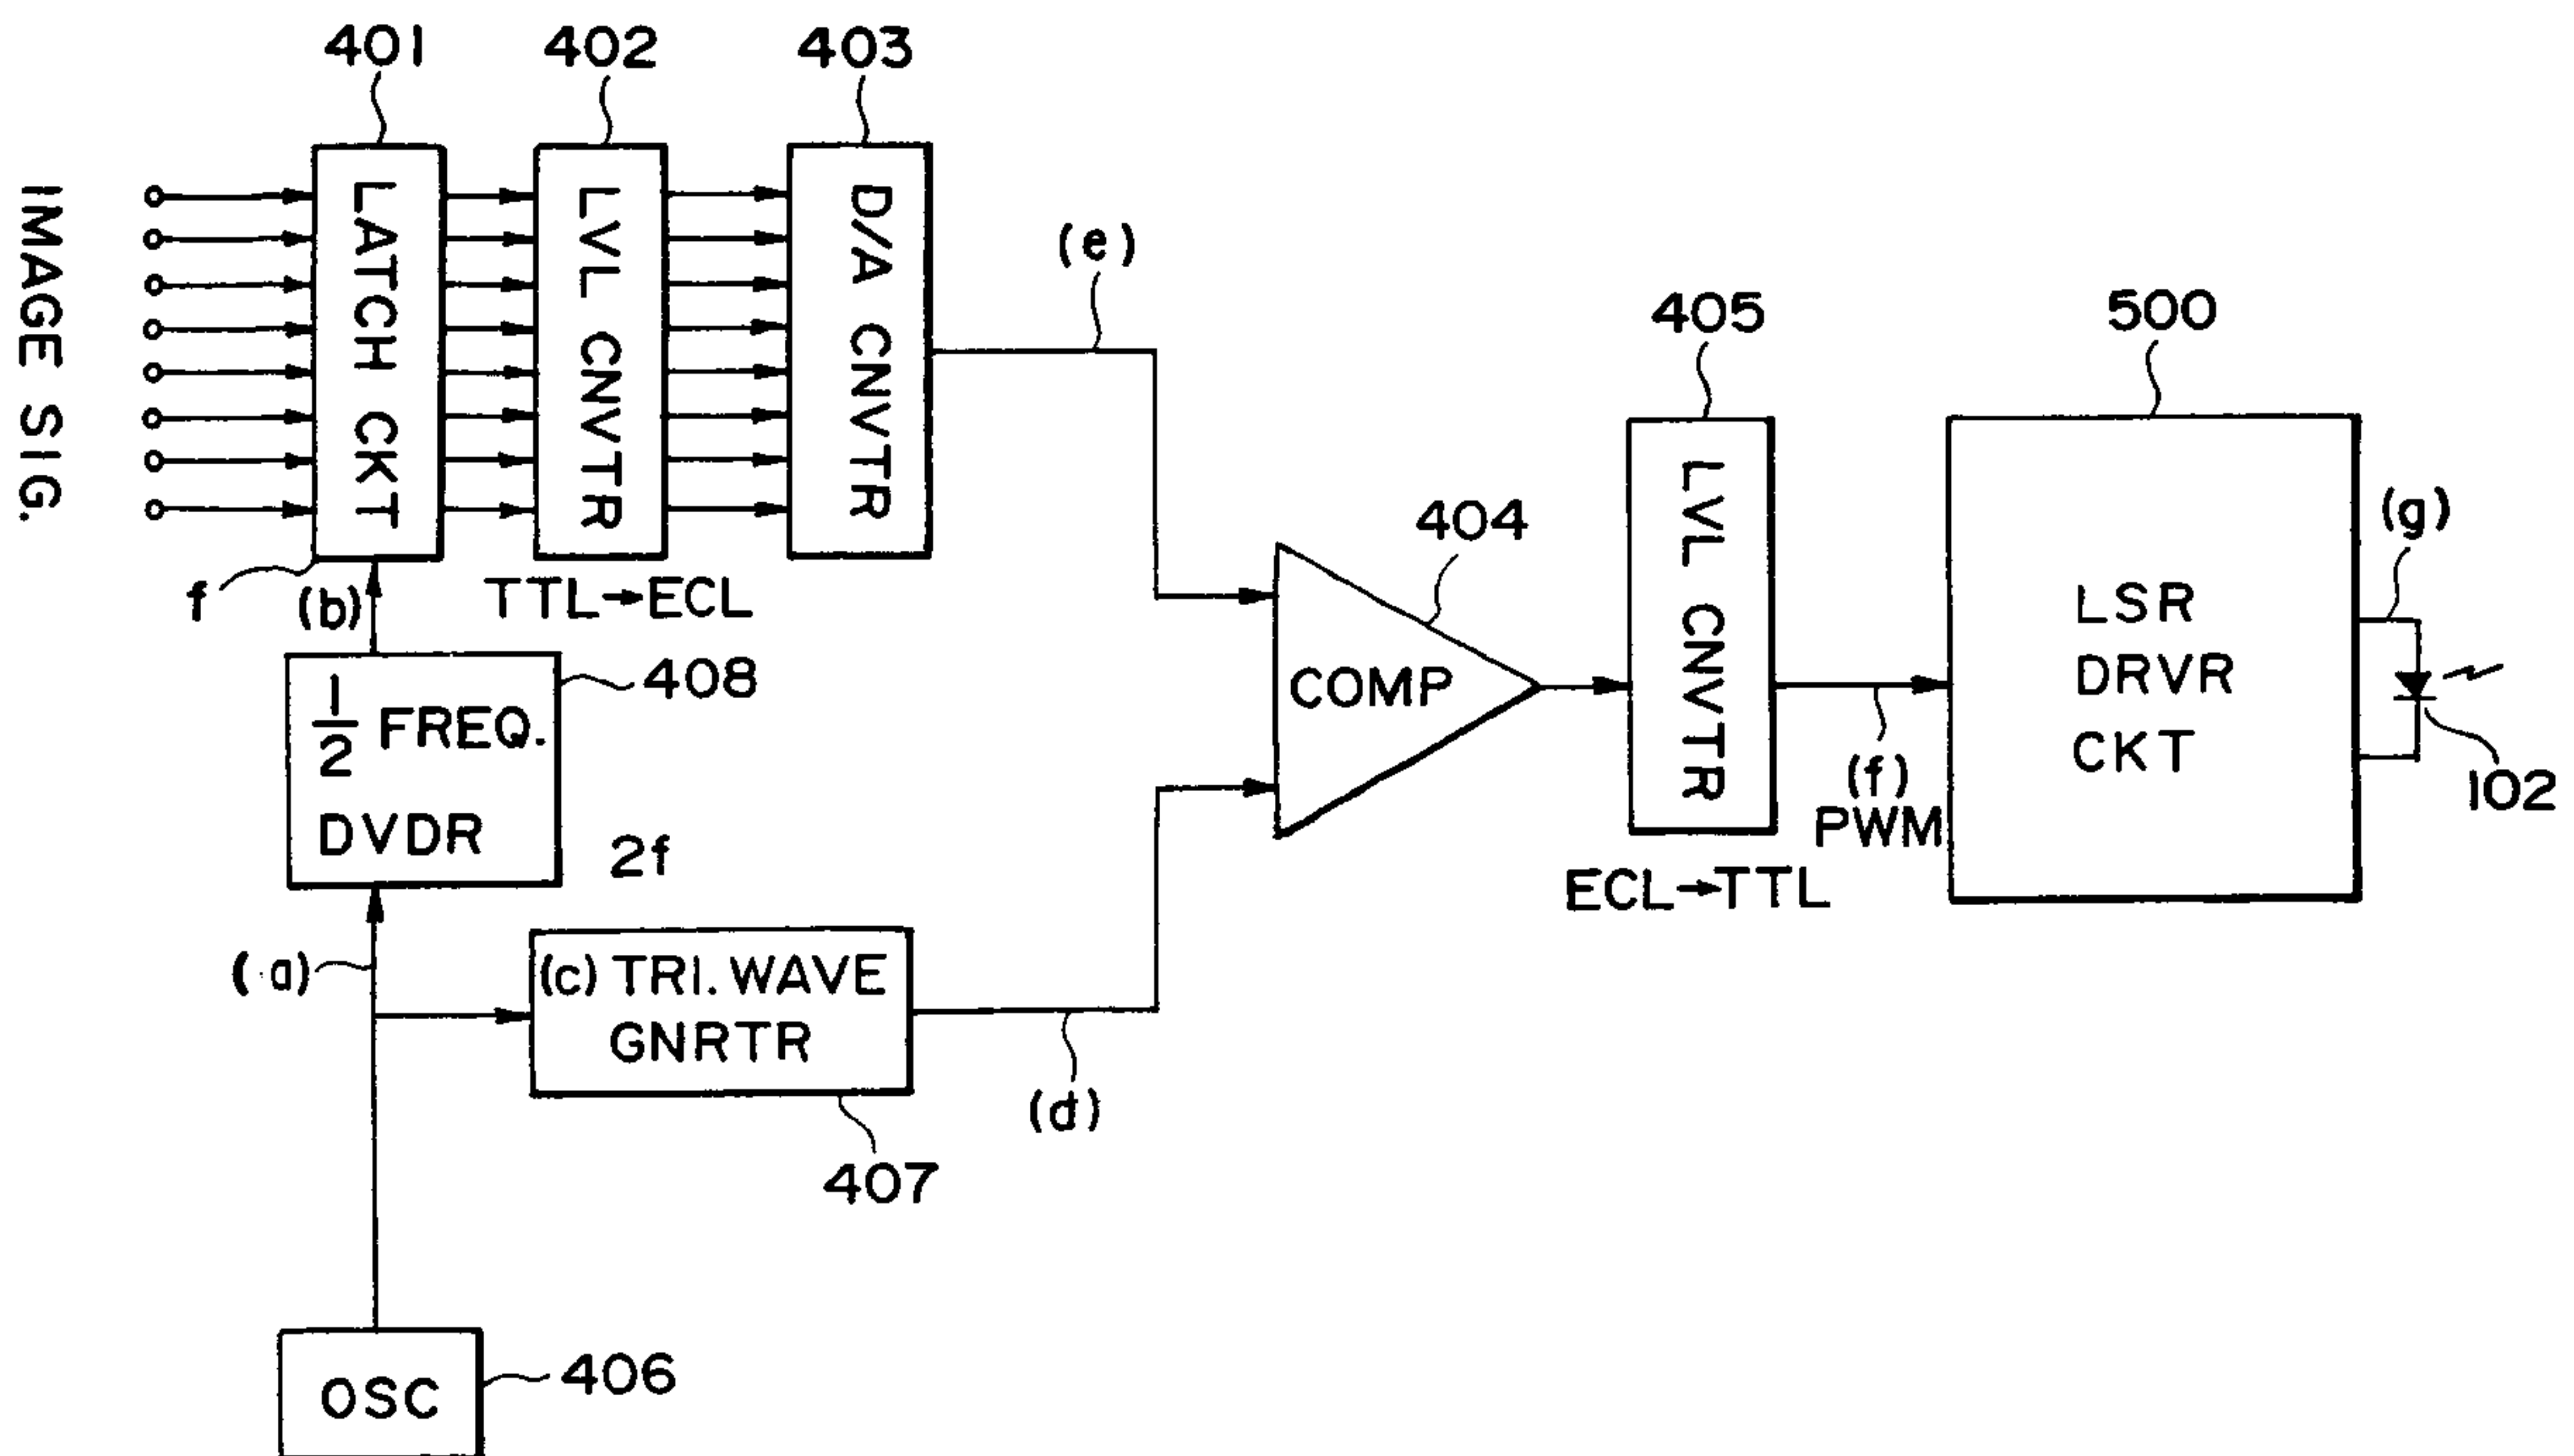 401
402
403
IMAGE SIG.
LATCH CKT
LVL CNVTR
D/A CNVTR
(e)
f
(b)
TTL→ECL
1/2 FREQ.
DVDR
408
2f
(a)
(c) TRI. WAVE
GNRTR
407
(d)
OSC
406
COMP
404
405
LVL CNVTR
ECL→TTL
(f)
PWM
500
LSR
DRVR
CKT
(g)
102